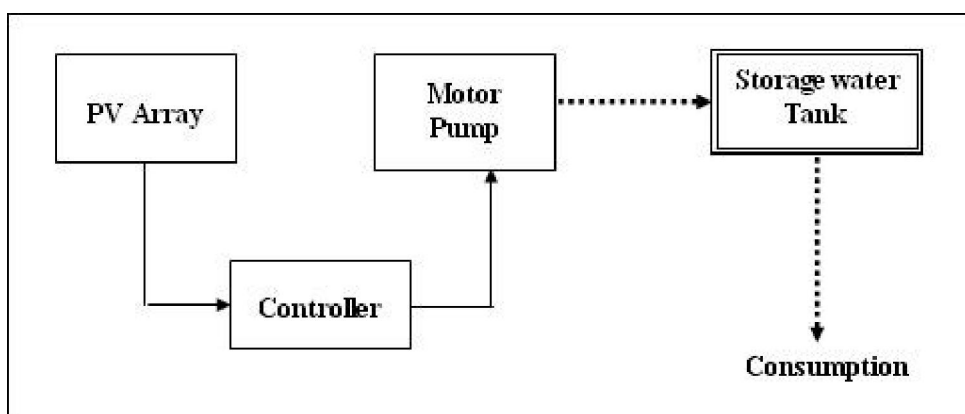 PV Array
Motor
Pump
Storage water
Tank
Controller
Consumption